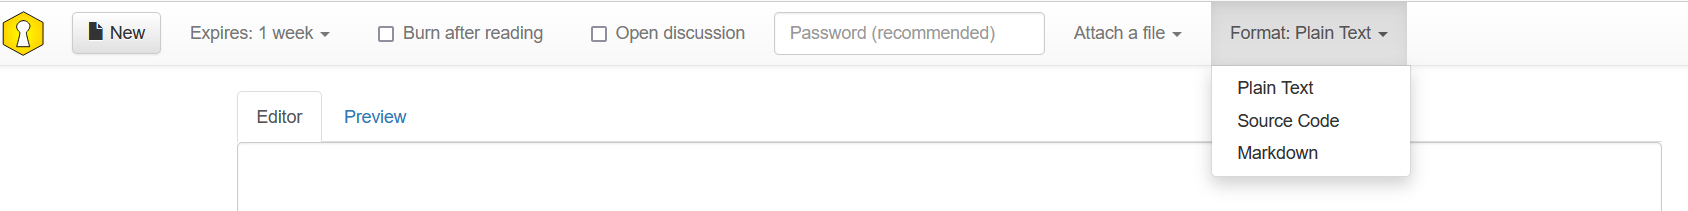 New Expires: 1 week Burn after reading Open discussion Password (recommended) Attach a file Format: Plain Text
Plain Text
Source Code
Markdown
Editor Preview